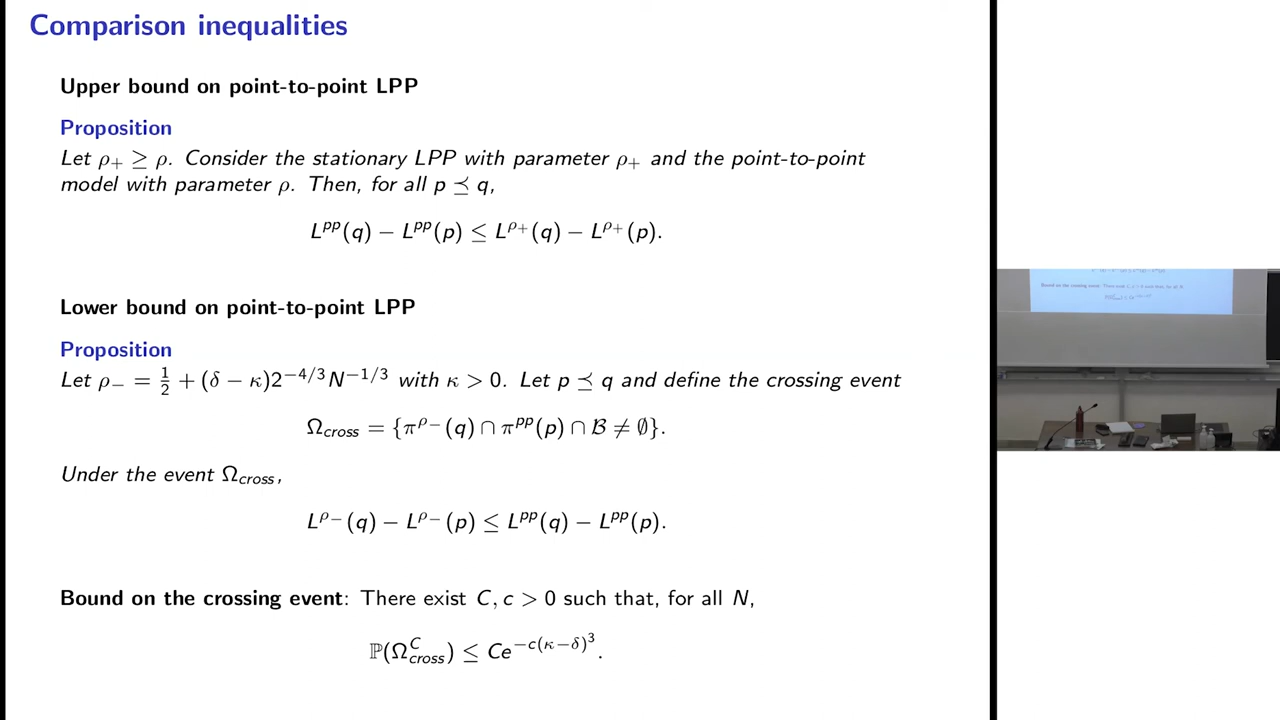 Comparison inequalities
Upper bound on point-to-point LPP
Proposition
Let ρ₊ ≥ ρ. Consider the stationary LPP with parameter ρ₊ and the point-to-point
model with parameter ρ. Then, for all p ⪯ q,
L^{pp}(q) − L^{pp}(p) ≤ L^{ρ₊}(q) − L^{ρ₊}(p).
Lower bound on point-to-point LPP
Proposition
Let ρ₋ = 1/2 + (δ − κ)2^{−4/3}N^{−1/3} with κ > 0. Let p ⪯ q and define the crossing event
Ω_{cross} = {π^{ρ₋}(q) ∩ π^{pp}(p) ∩ ℬ ≠ ∅}.
Under the event Ω_{cross},
L^{ρ₋}(q) − L^{ρ₋}(p) ≤ L^{pp}(q) − L^{pp}(p).
Bound on the crossing event: There exist C, c > 0 such that, for all N,
ℙ(Ω^C_{cross}) ≤ Ce^{−c(κ−δ)³}.